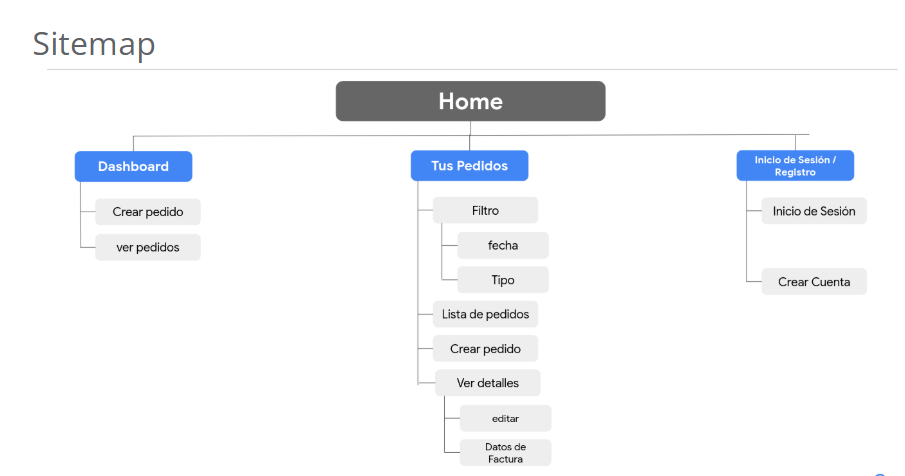 Sitemap
Home
Dashboard
Crear pedido
ver pedidos
Tus Pedidos
Filtro
fecha
Tipo
Lista de pedidos
Crear pedido
Ver detalles
editar
Datos de
Factura
Inicio de Sesión /
Registro
Inicio de Sesión
Crear Cuenta